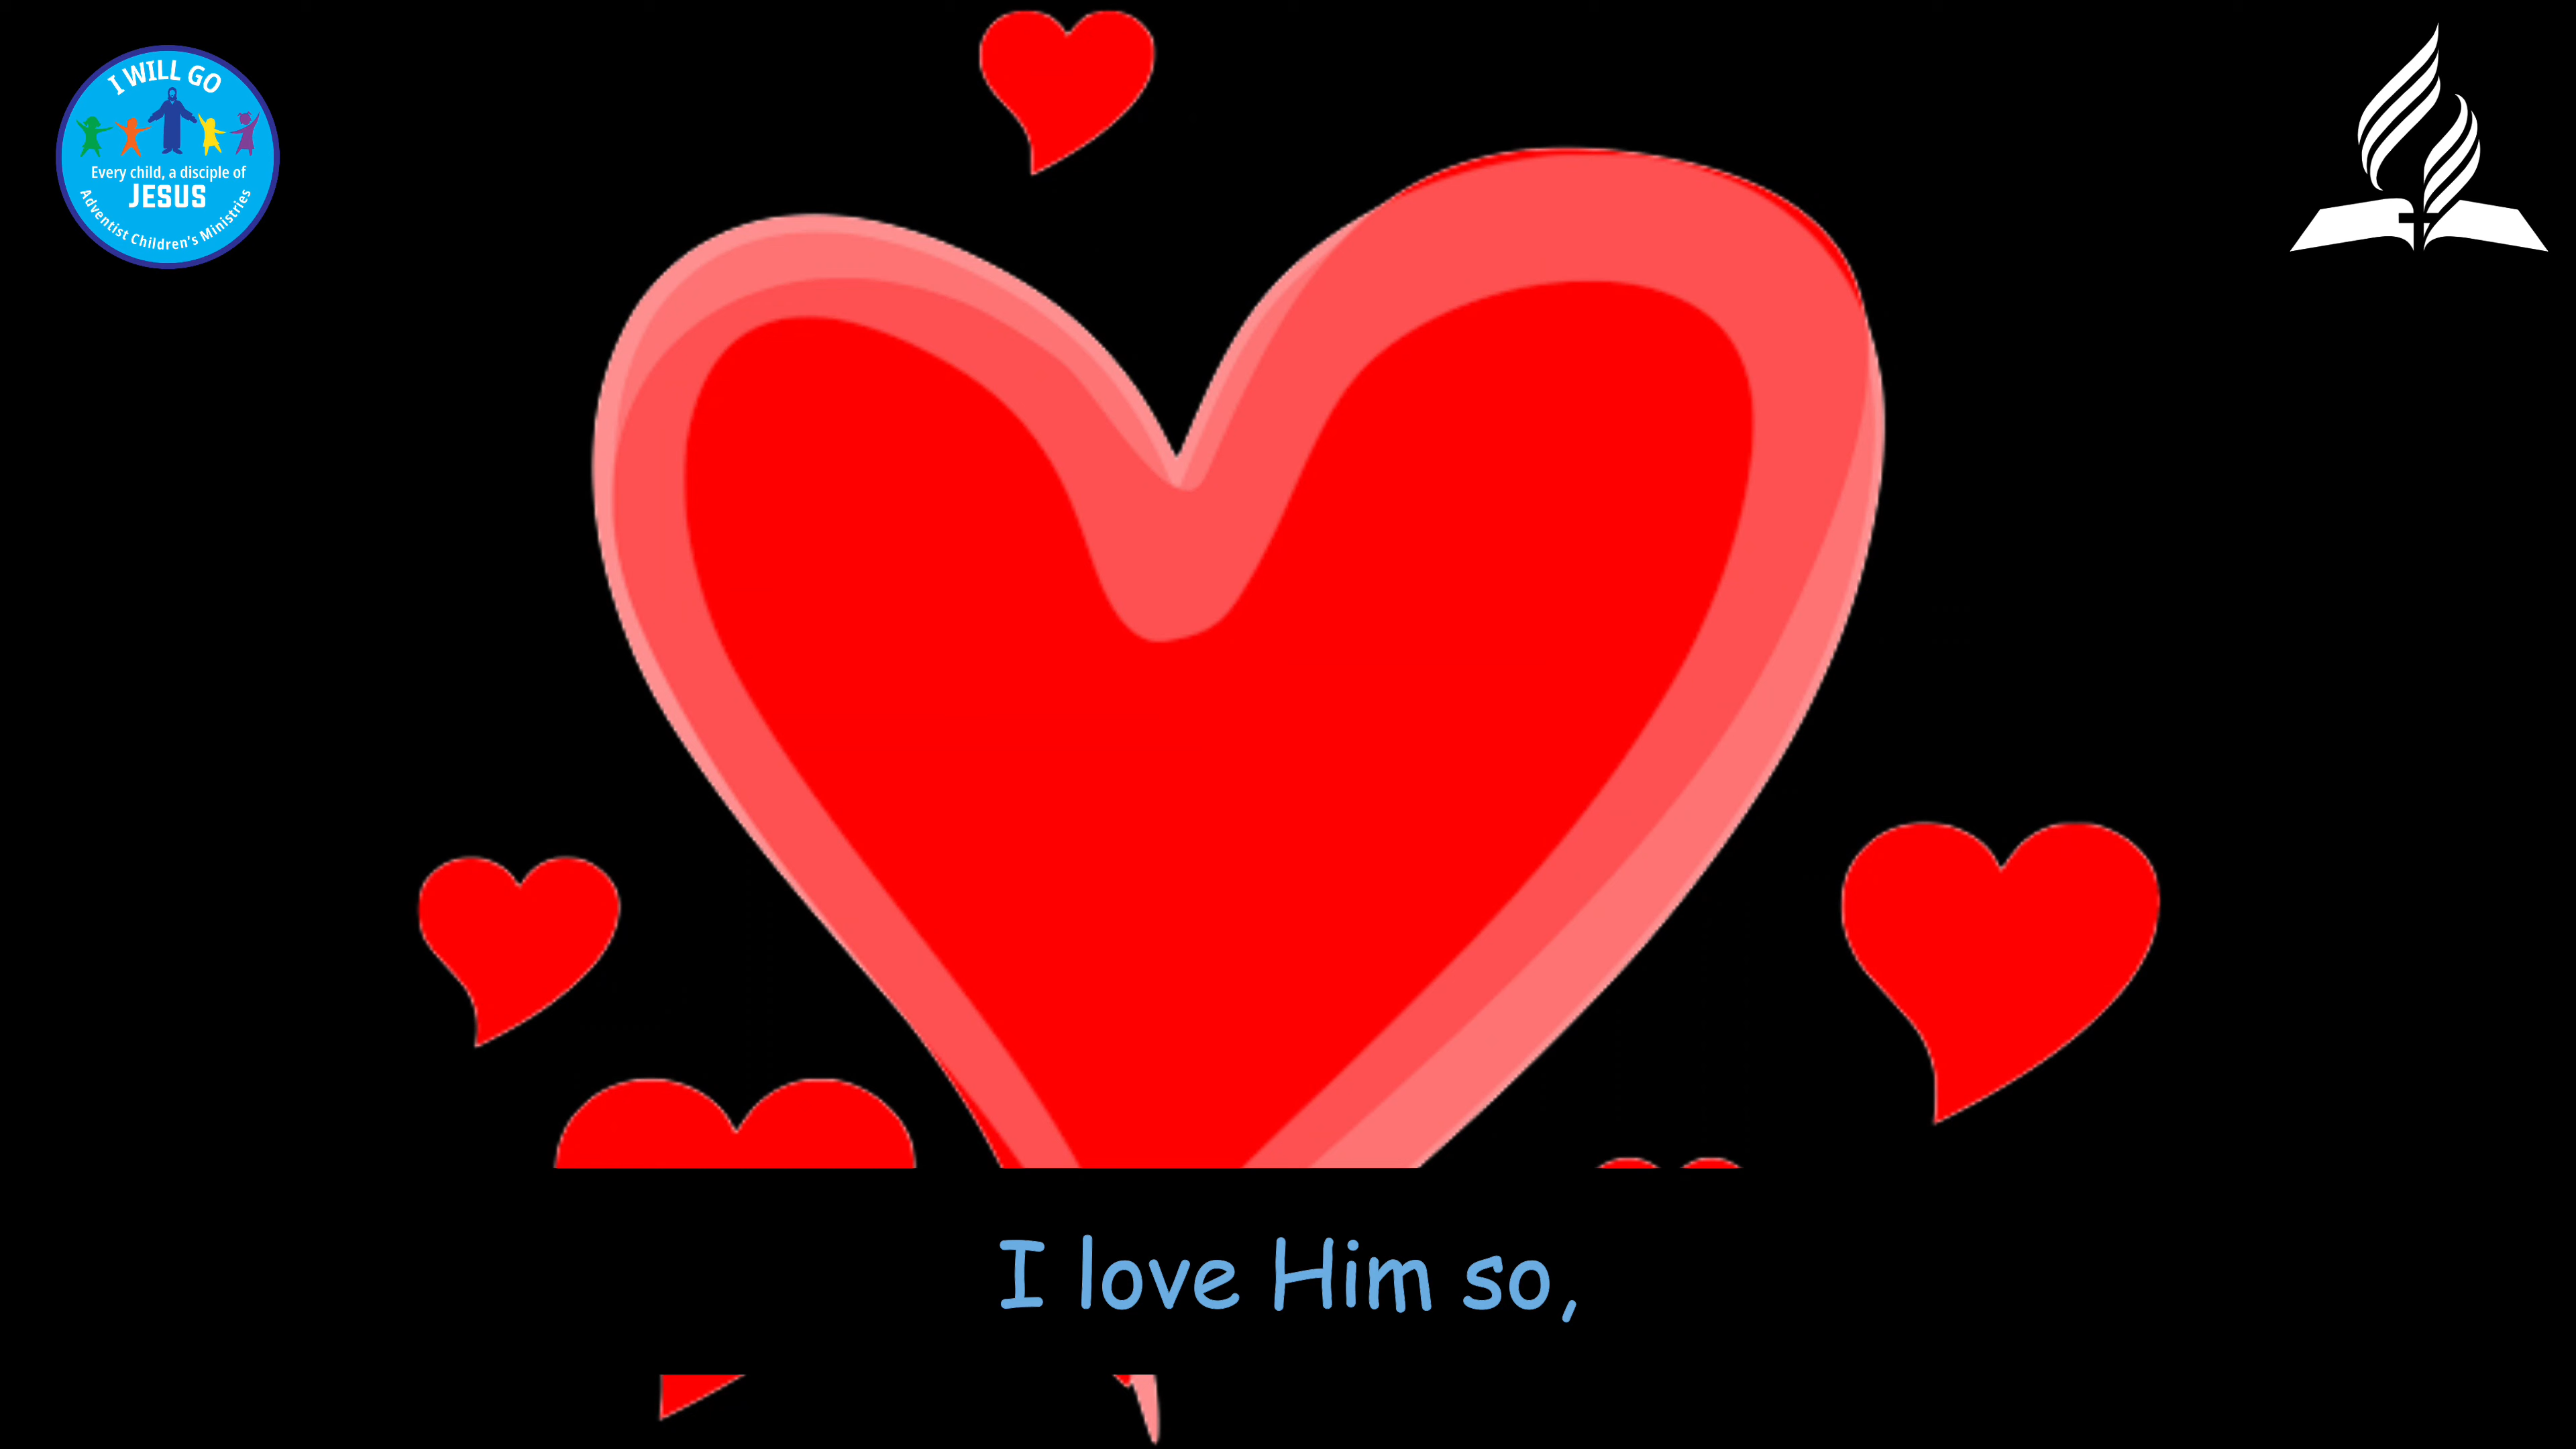 I WILL GO
Every child, a disciple of
JESUS
Adventist Children's Ministries
I love Him so,